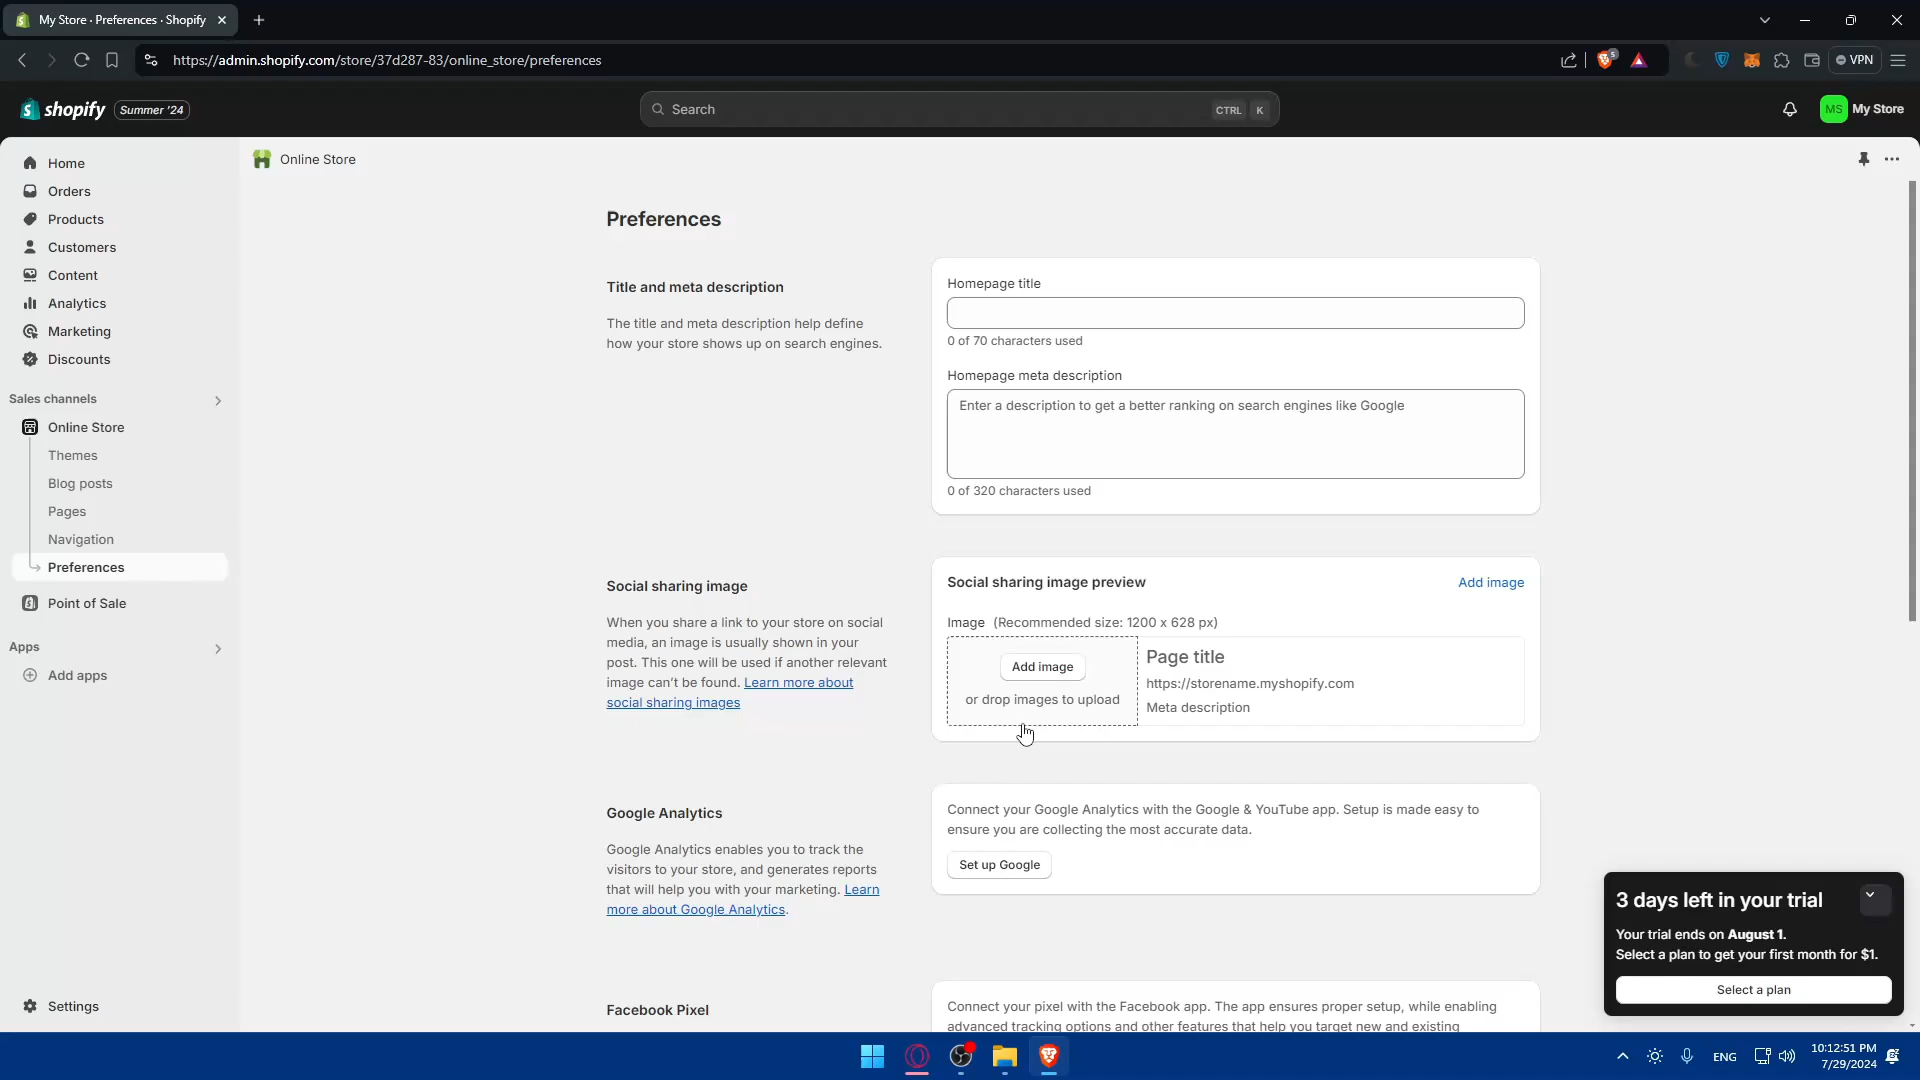 My Store · Preferences · Shopify
https://admin.shopify.com/store/37d287-83/online_store/preferences
5
VPN
shopify
Summer '24
Search
CTRL K
MS My Store
Home
Orders
Products
Customers
Content
Analytics
Marketing
Discounts
Sales channels
Online Store
Themes
Blog posts
Pages
Navigation
Preferences
Point of Sale
Apps
Add apps
Settings
Online Store
Preferences
Title and meta description
The title and meta description help define
how your store shows up on search engines.
Homepage title
0 of 70 characters used
Homepage meta description
Enter a description to get a better ranking on search engines like Google
0 of 320 characters used
Social sharing image
When you share a link to your store on social
media, an image is usually shown in your
post. This one will be used if another relevant
image can't be found. Learn more about
social sharing images
Social sharing image preview
Add image
Image (Recommended size: 1200 x 628 px)
Add image
or drop images to upload
Page title
https://storename.myshopify.com
Meta description
Google Analytics
Google Analytics enables you to track the
visitors to your store, and generates reports
that will help you with your marketing. Learn
more about Google Analytics.
Connect your Google Analytics with the Google & YouTube app. Setup is made easy to
ensure you are collecting the most accurate data.
Set up Google
Facebook Pixel
Connect your pixel with the Facebook app. The app ensures proper setup, while enabling
advanced tracking options and other features that help you target new and existing
3 days left in your trial
Your trial ends on August 1.
Select a plan to get your first month for $1.
Select a plan
ENG
10:12:51 PM
7/29/2024